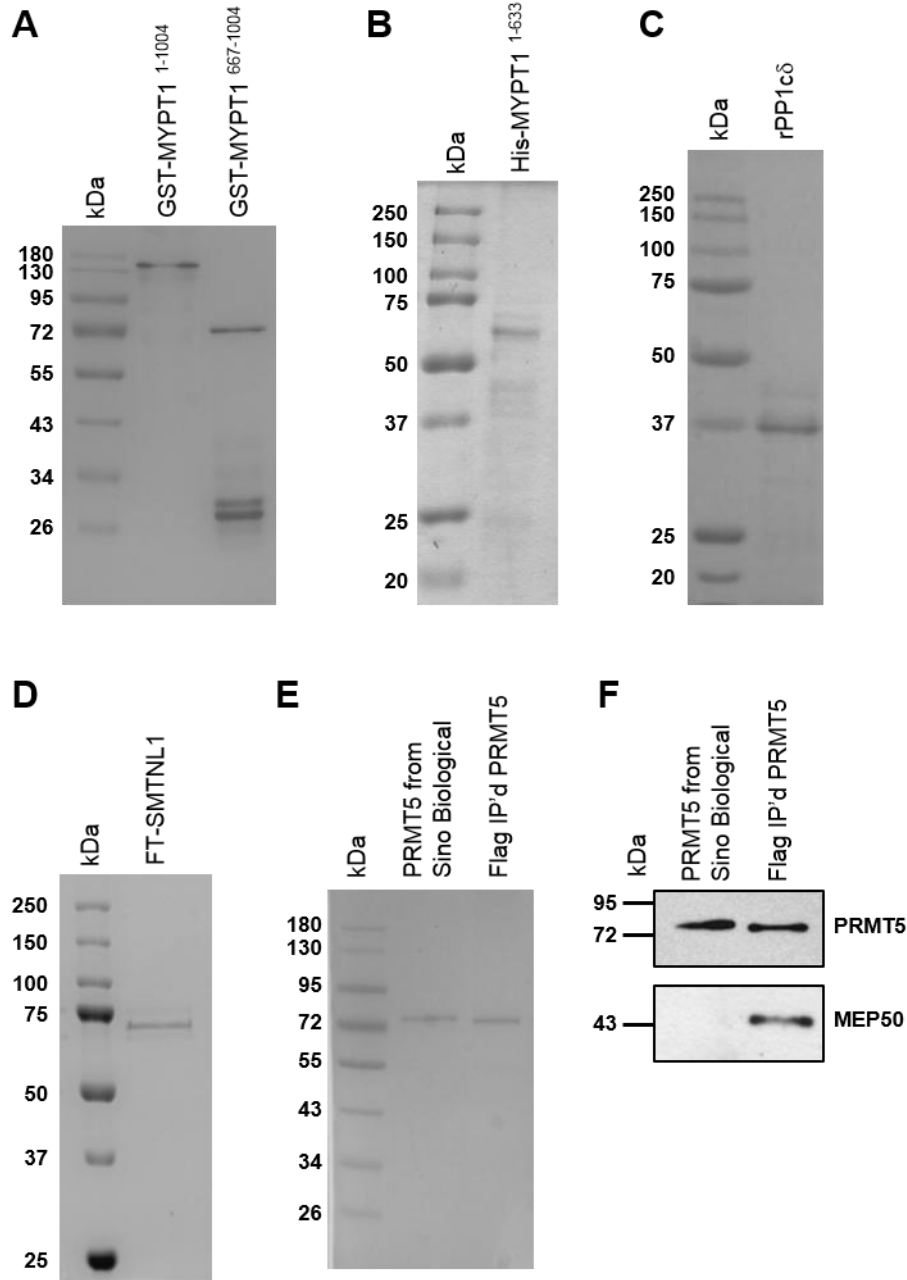 A
kDa
GST-MYPT1 1-1004
GST-MYPT1 667-1004
180
130
95
72
55
43
34
26
B
kDa
His-MYPT1 1-633
250
150
100
75
50
37
25
20
C
kDa
rPP1cδ
250
150
100
75
50
37
25
20
D
kDa
FT-SMTNL1
250
150
100
75
50
37
25
E
kDa
PRMT5 from
Sino Biological
Flag IP'd PRMT5
180
130
95
72
55
43
34
26
F
kDa
PRMT5 from
Sino Biological
Flag IP'd PRMT5
95
72
PRMT5
43
MEP50